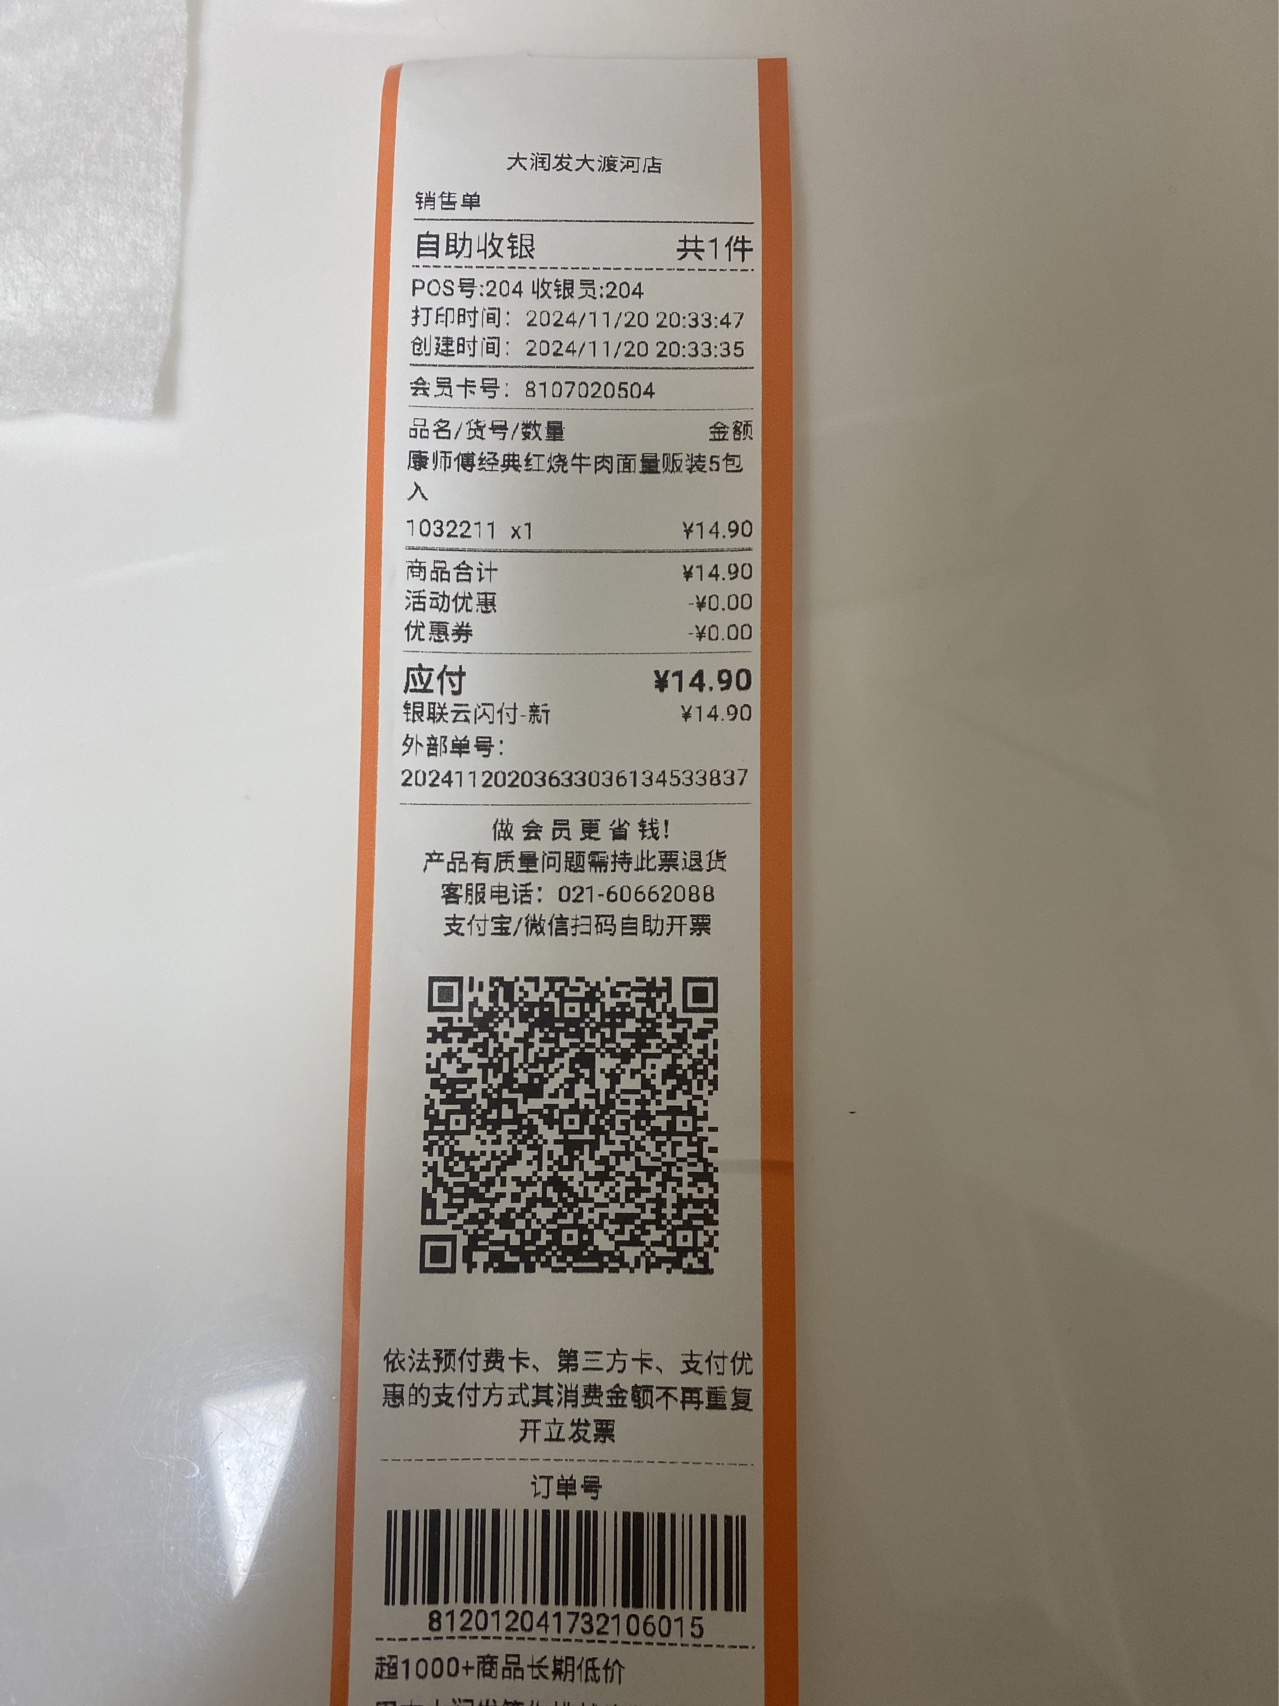 大润发大渡河店
销售单
自助收银 共1件
POS号:204 收银员:204
打印时间：2024/11/20 20:33:47
创建时间：2024/11/20 20:33:35
会员卡号：8107020504
品名/货号/数量 金额
康师傅经典红烧牛肉面量贩装5包
入
1032211 x1 ¥14.90
商品合计 ¥14.90
活动优惠 -¥0.00
优惠券 -¥0.00
应付 ¥14.90
银联云闪付-新 ¥14.90
外部单号：
2024112020363303613​4533837
做会员更省钱!
产品有质量问题需持此票退货
客服电话：021-60662088
支付宝/微信扫码自助开票
依法预付费卡、第三方卡、支付优
惠的支付方式其消费金额不再重复
开立发票
订单号
812012041732106015
超1000+商品长期低价